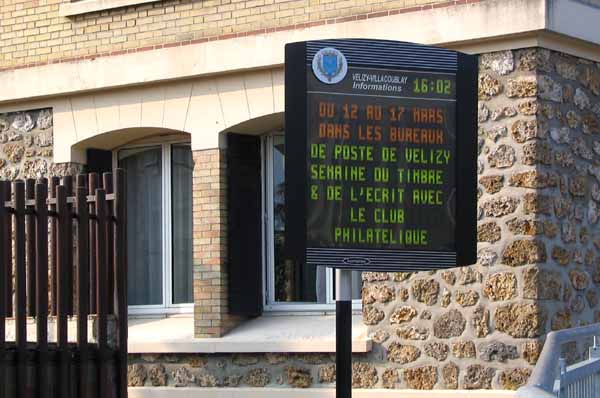 VELIZY-VILLACOUBLAY
Informations 16:02
DU 12 AU 17 MARS
DANS LES BUREAUX
DE POSTE DE VELIZY
SEMAINE DU TIMBRE
& DE L'ECRIT AVEC
LE CLUB
PHILATELIQUE